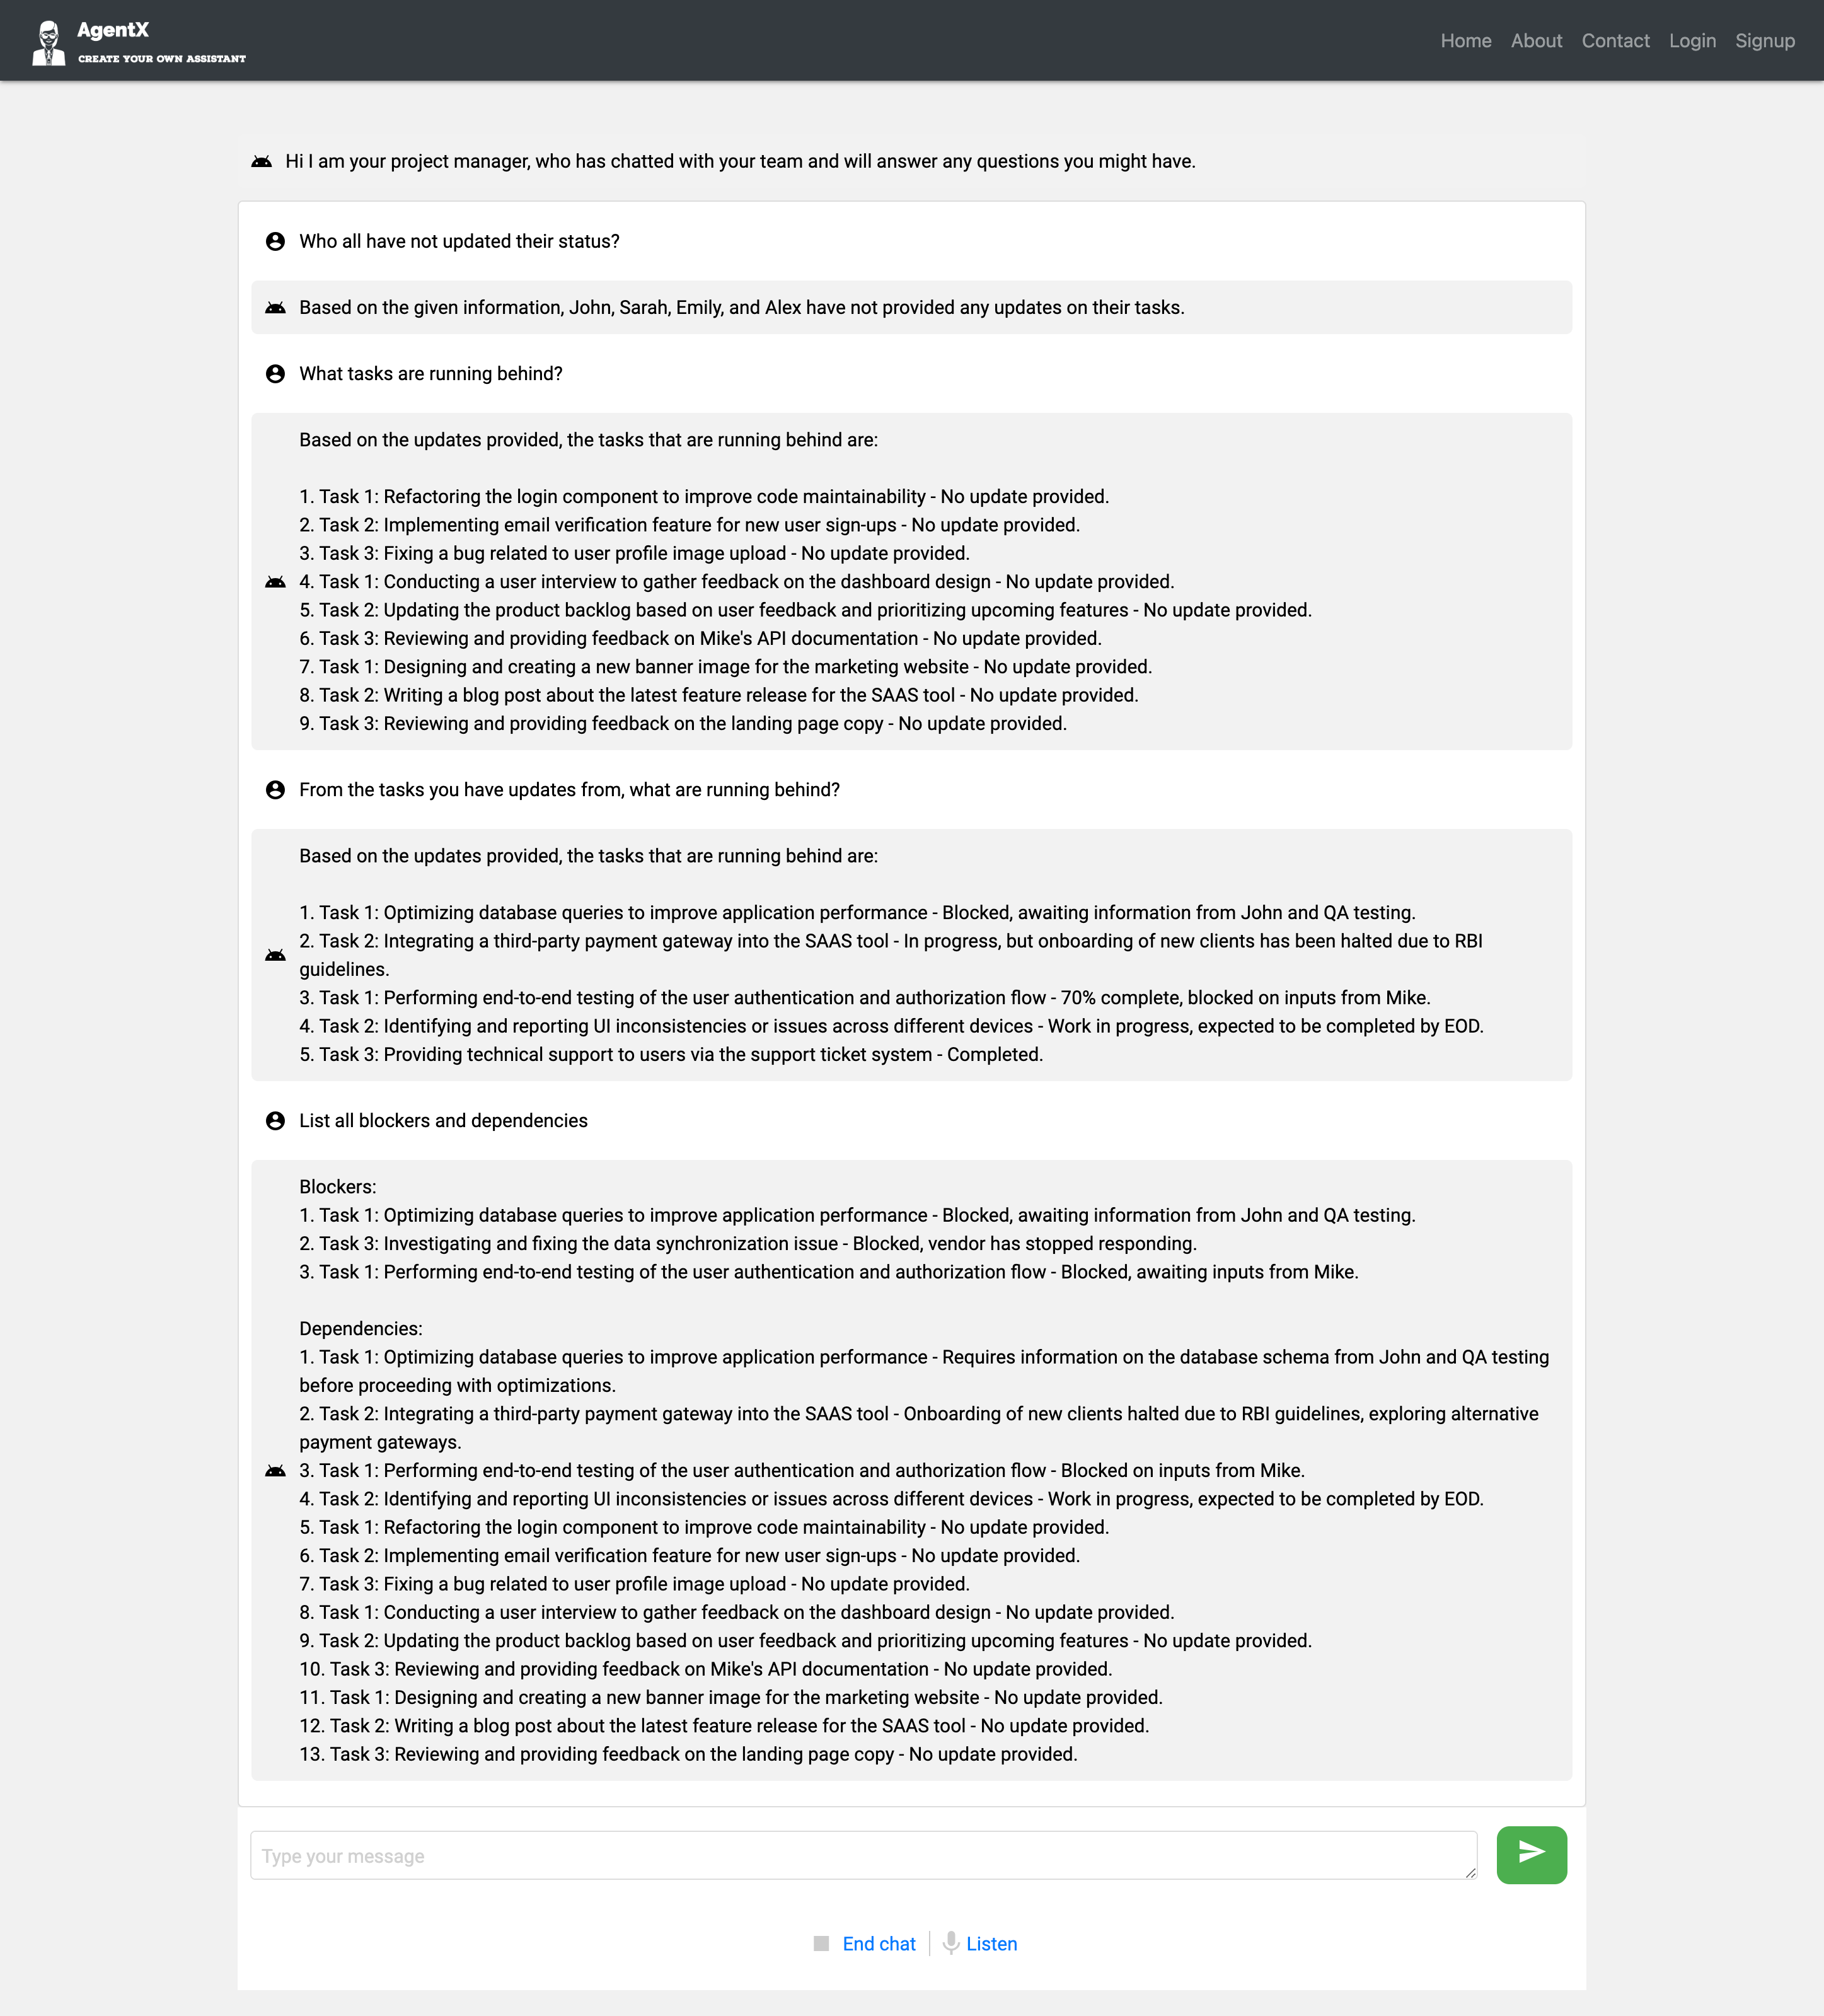 AgentX
CREATE YOUR OWN ASSISTANT
Home About Contact Login Signup
Hi I am your project manager, who has chatted with your team and will answer any questions you might have.
Who all have not updated their status?
Based on the given information, John, Sarah, Emily, and Alex have not provided any updates on their tasks.
What tasks are running behind?
Based on the updates provided, the tasks that are running behind are:
1. Task 1: Refactoring the login component to improve code maintainability - No update provided.
2. Task 2: Implementing email verification feature for new user sign-ups - No update provided.
3. Task 3: Fixing a bug related to user profile image upload - No update provided.
4. Task 1: Conducting a user interview to gather feedback on the dashboard design - No update provided.
5. Task 2: Updating the product backlog based on user feedback and prioritizing upcoming features - No update provided.
6. Task 3: Reviewing and providing feedback on Mike's API documentation - No update provided.
7. Task 1: Designing and creating a new banner image for the marketing website - No update provided.
8. Task 2: Writing a blog post about the latest feature release for the SAAS tool - No update provided.
9. Task 3: Reviewing and providing feedback on the landing page copy - No update provided.
From the tasks you have updates from, what are running behind?
Based on the updates provided, the tasks that are running behind are:
1. Task 1: Optimizing database queries to improve application performance - Blocked, awaiting information from John and QA testing.
2. Task 2: Integrating a third-party payment gateway into the SAAS tool - In progress, but onboarding of new clients has been halted due to RBI
guidelines.
3. Task 1: Performing end-to-end testing of the user authentication and authorization flow - 70% complete, blocked on inputs from Mike.
4. Task 2: Identifying and reporting UI inconsistencies or issues across different devices - Work in progress, expected to be completed by EOD.
5. Task 3: Providing technical support to users via the support ticket system - Completed.
List all blockers and dependencies
Blockers:
1. Task 1: Optimizing database queries to improve application performance - Blocked, awaiting information from John and QA testing.
2. Task 3: Investigating and fixing the data synchronization issue - Blocked, vendor has stopped responding.
3. Task 1: Performing end-to-end testing of the user authentication and authorization flow - Blocked, awaiting inputs from Mike.
Dependencies:
1. Task 1: Optimizing database queries to improve application performance - Requires information on the database schema from John and QA testing
before proceeding with optimizations.
2. Task 2: Integrating a third-party payment gateway into the SAAS tool - Onboarding of new clients halted due to RBI guidelines, exploring alternative
payment gateways.
3. Task 1: Performing end-to-end testing of the user authentication and authorization flow - Blocked on inputs from Mike.
4. Task 2: Identifying and reporting UI inconsistencies or issues across different devices - Work in progress, expected to be completed by EOD.
5. Task 1: Refactoring the login component to improve code maintainability - No update provided.
6. Task 2: Implementing email verification feature for new user sign-ups - No update provided.
7. Task 3: Fixing a bug related to user profile image upload - No update provided.
8. Task 1: Conducting a user interview to gather feedback on the dashboard design - No update provided.
9. Task 2: Updating the product backlog based on user feedback and prioritizing upcoming features - No update provided.
10. Task 3: Reviewing and providing feedback on Mike's API documentation - No update provided.
11. Task 1: Designing and creating a new banner image for the marketing website - No update provided.
12. Task 2: Writing a blog post about the latest feature release for the SAAS tool - No update provided.
13. Task 3: Reviewing and providing feedback on the landing page copy - No update provided.
Type your message
End chat Listen